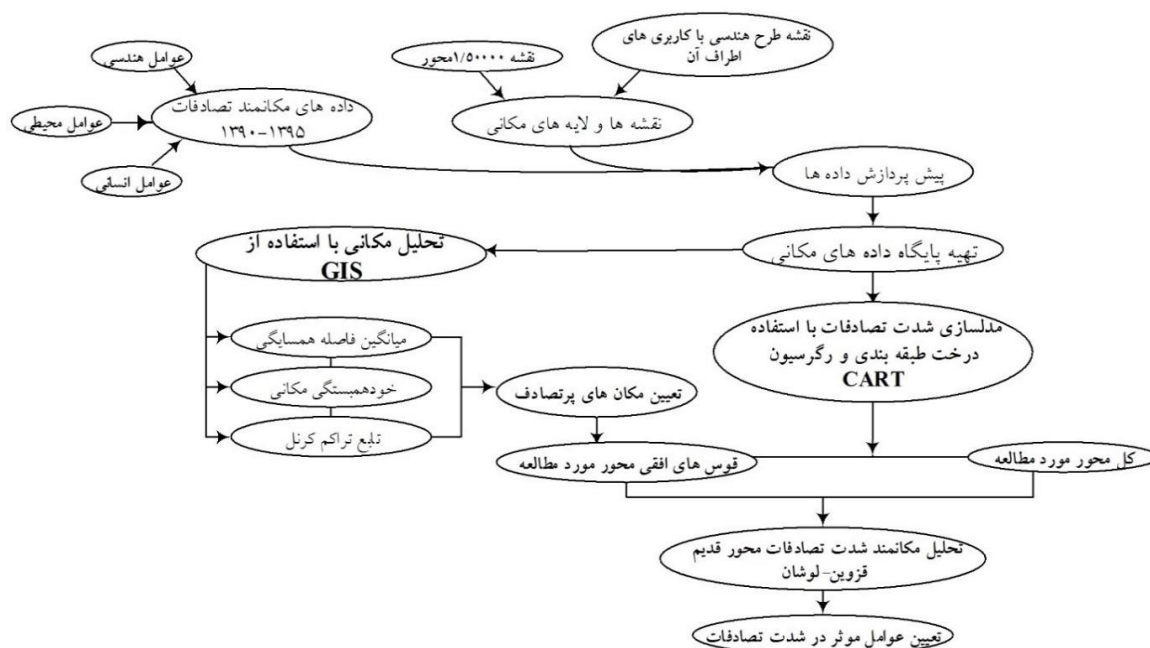 نقشه طرح هندسی با کاربری های
اطراف آن
نقشه ۱/۵۰۰۰۰محور
عوامل هندسی
داده های مکانمند تصادفات
۱۳۹۰-۱۳۹۵
عوامل محیطی
عوامل انسانی
نقشه ها و لایه های مکانی
پیش پردازش داده ها
تهیه پایگاه داده های مکانی
تحلیل مکانی با استفاده از
GIS
مدلسازی شدت تصادفات با استفاده
درخت طبقه بندی و رگرسیون
CART
میانگین فاصله همسایگی
خودهمبستگی مکانی
تابع تراکم کرنل
تعیین مکان های پرتصادف
قوس های افقی محور مورد مطالعه
کل محور مورد مطالعه
تحلیل مکانمند شدت تصادفات محور قدیم
قزوین-لوشان
تعیین عوامل موثر در شدت تصادفات